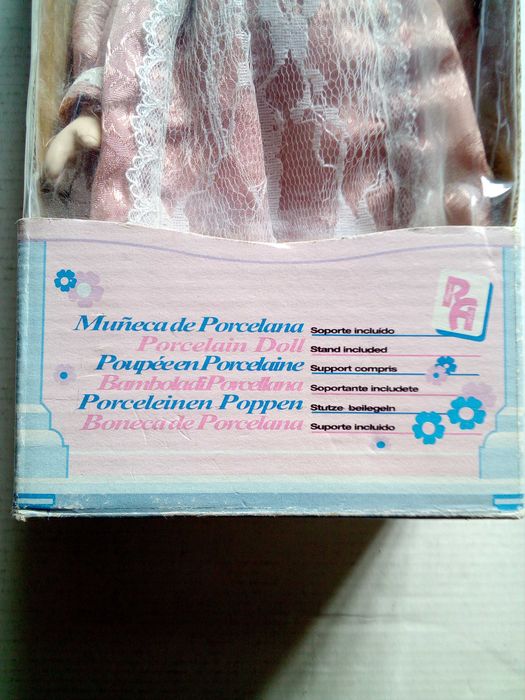 Muñeca de Porcelana Soporte incluído
Porcelain Doll Stand included
Poupée en Porcelaine Support compris
Bambola di Porcellana Soportante includete
Porceleinen Poppen Stutze beilegeln
Boneca de Porcelana Suporte incluido